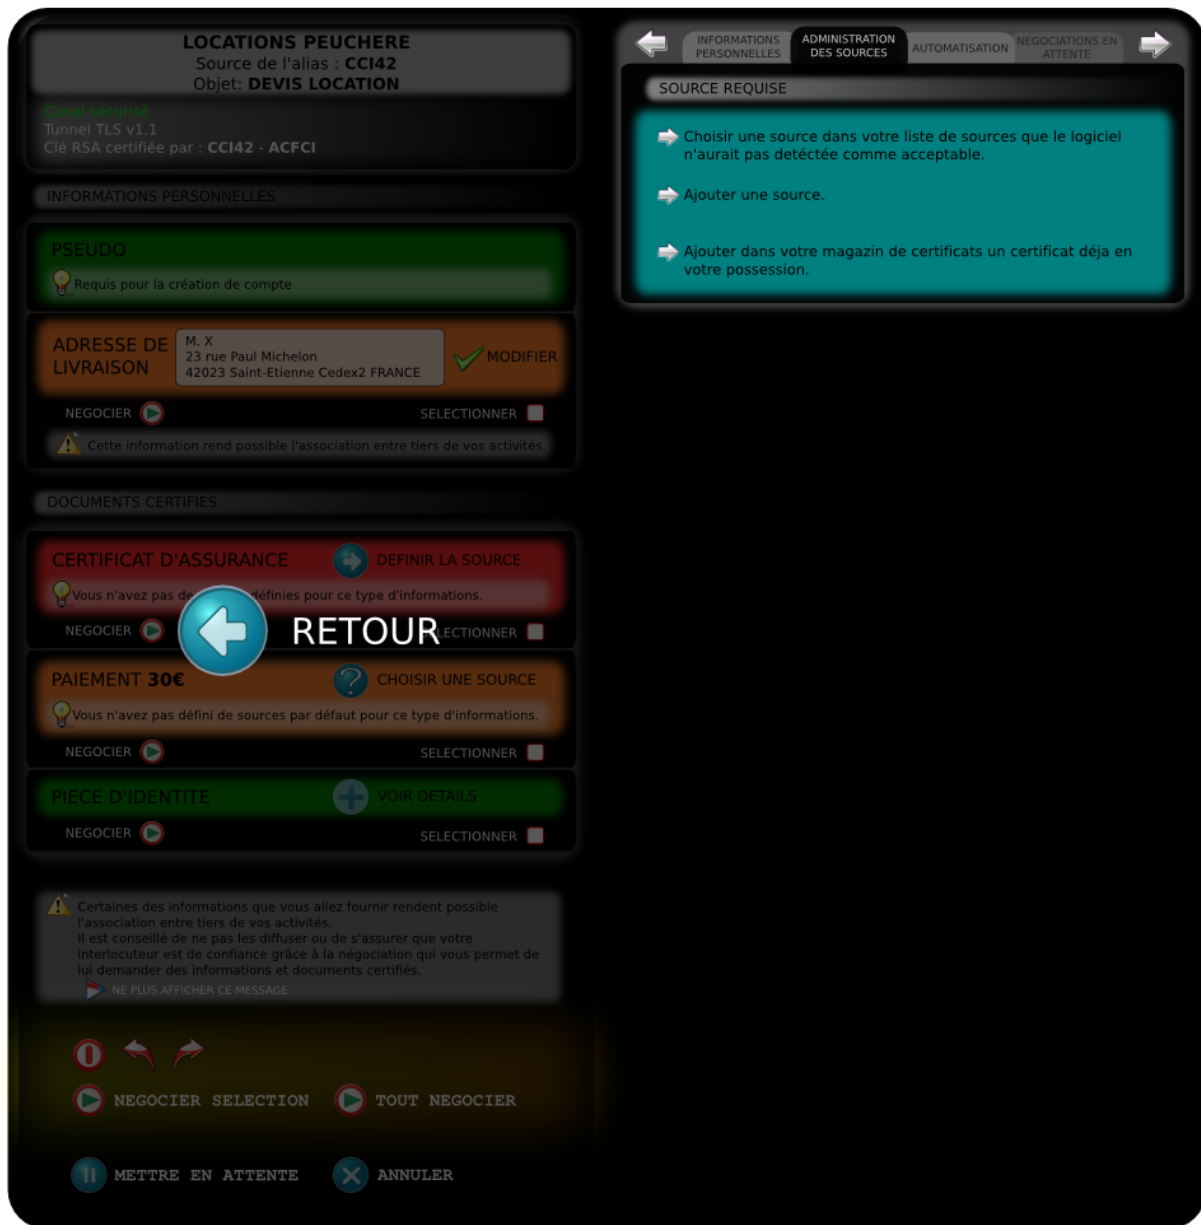 LOCATIONS PEUCHERE
Source de l'alias : CCI42
Objet: DEVIS LOCATION
Canal sécurisé
Tunnel TLS v1.1
Clé RSA certifiée par : CCI42 - ACFCI
INFORMATIONS PERSONNELLES
PSEUDO
Requis pour la création de compte
ADRESSE DE
LIVRAISON
M. X
23 rue Paul Michelon
42023 Saint-Etienne Cedex2 FRANCE
MODIFIER
NEGOCIER
SELECTIONNER
Cette information rend possible l'association entre tiers de vos activités.
DOCUMENTS CERTIFIES
CERTIFICAT D'ASSURANCE
DEFINIR LA SOURCE
Vous n'avez pas de définies pour ce type d'informations.
NEGOCIER
RETOUR
SELECTIONNER
PAIEMENT 30€
CHOISIR UNE SOURCE
Vous n'avez pas défini de sources par défaut pour ce type d'informations.
NEGOCIER
SELECTIONNER
PIECE D'IDENTITE
VOIR DETAILS
NEGOCIER
SELECTIONNER
Certaines des informations que vous allez fournir rendent possible
l'association entre tiers de vos activités.
Il est conseillé de ne pas les diffuser ou de s'assurer que votre
interlocuteur est de confiance grâce à la négociation qui vous permet de
lui demander des informations et documents certifiés.
NE PLUS AFFICHER CE MESSAGE
NEGOCIER SELECTION
TOUT NEGOCIER
METTRE EN ATTENTE
ANNULER
INFORMATIONS
PERSONNELLES
ADMINISTRATION
DES SOURCES
AUTOMATISATION
NEGOCIATIONS EN
ATTENTE
SOURCE REQUISE
Choisir une source dans votre liste de sources que le logiciel
n'aurait pas detéctée comme acceptable.
Ajouter une source.
Ajouter dans votre magazin de certificats un certificat déja en
votre possession.